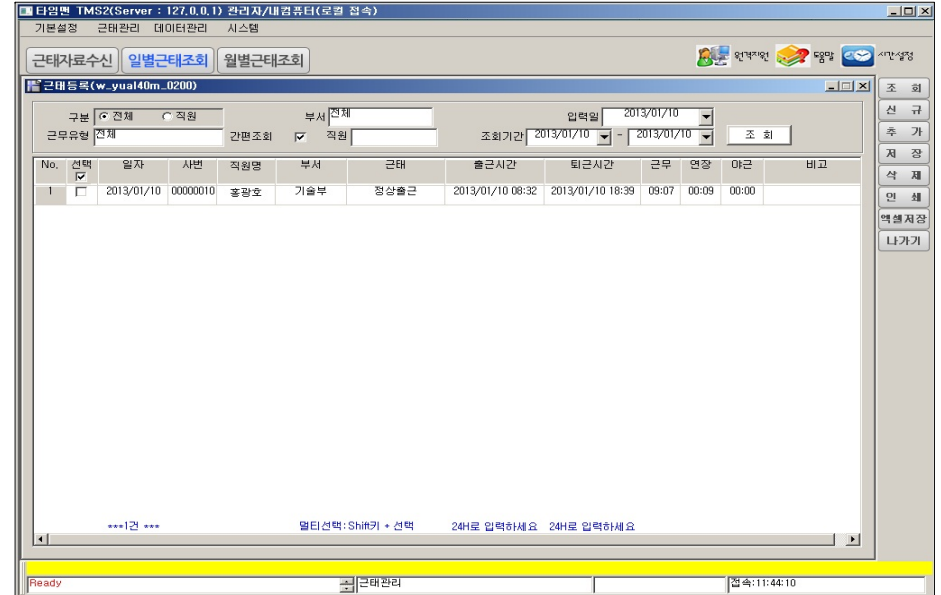 타임맨 TMS2(Server : 127.0.0.1) 관리자/내컴퓨터(로컬 접속)
기본설정 근태관리 데이터관리 시스템
근태자료수신 일별근태조회 월별근태조회 원격지원 도움말 시간설정
근태등록(w_yual40m_0200)
조 회
신 규
추 가
저 장
삭 제
인 쇄
엑셀저장
나가기
구분 전체 직원 부서 전체 입력일 2013/01/10
근무유형 전체 간편조회 직원 조회기간 2013/01/10 - 2013/01/10 조 회
No. 선택 일자 사번 직원명 부서 근태 출근시간 퇴근시간 근무 연장 야근 비고
1 2013/01/10 00000010 홍광호 기술부 정상출근 2013/01/10 08:32 2013/01/10 18:39 09:07 00:09 00:00
***1건 *** 멀티선택:Shift키 + 선택 24H로 입력하세요 24H로 입력하세요
Ready 근태관리 접속:11:44:10